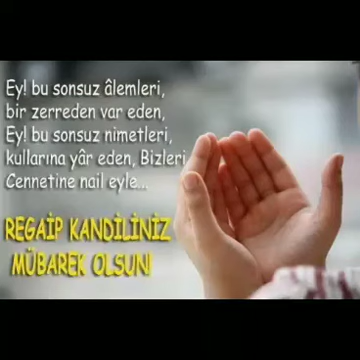 Ey! bu sonsuz âlemleri,
bir zerreden var eden,
Ey! bu sonsuz nimetleri,
kullarına yâr eden, Bizleri
Cennetine nail eyle...
REGAİP KANDİLİNİZ
MÜBAREK OLSUN!